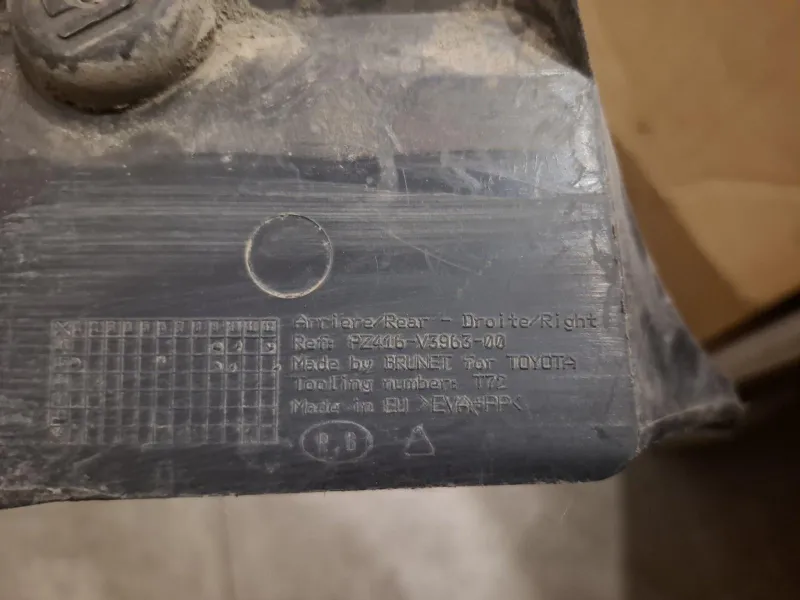 Arriere/Rear - Droite/Right
Ref: PZ416-V3963-00
Made by BRUNET for TOYOTA
Tooling number: T72
Made in EU >EVA+PP<
P.B